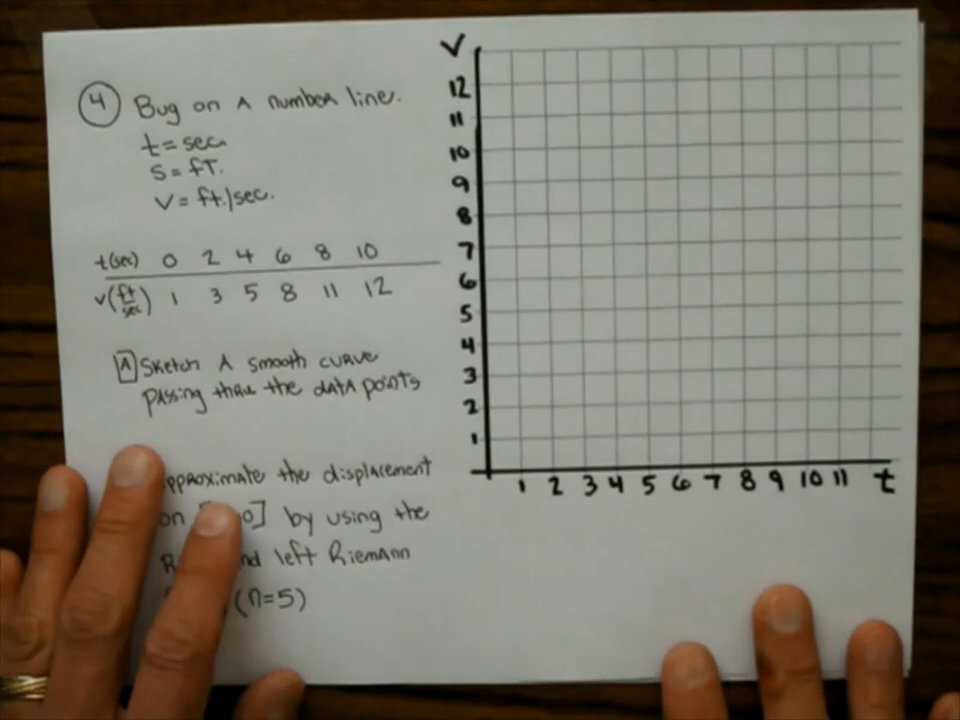 4 Bug on A number line.
t = sec.
s = fT.
v = ft./sec.
t(sec) 0 2 4 6 8 10
v(ft/sec) 1 3 5 8 11 12
A Sketch A smooth curve
passing thru the data points
pproximate the displacement
on by using the
left Riemann
(n=5)
V
12
11
10
9
8
7
6
5
4
3
2
1
1 2 3 4 5 6 7 8 9 10 11 t